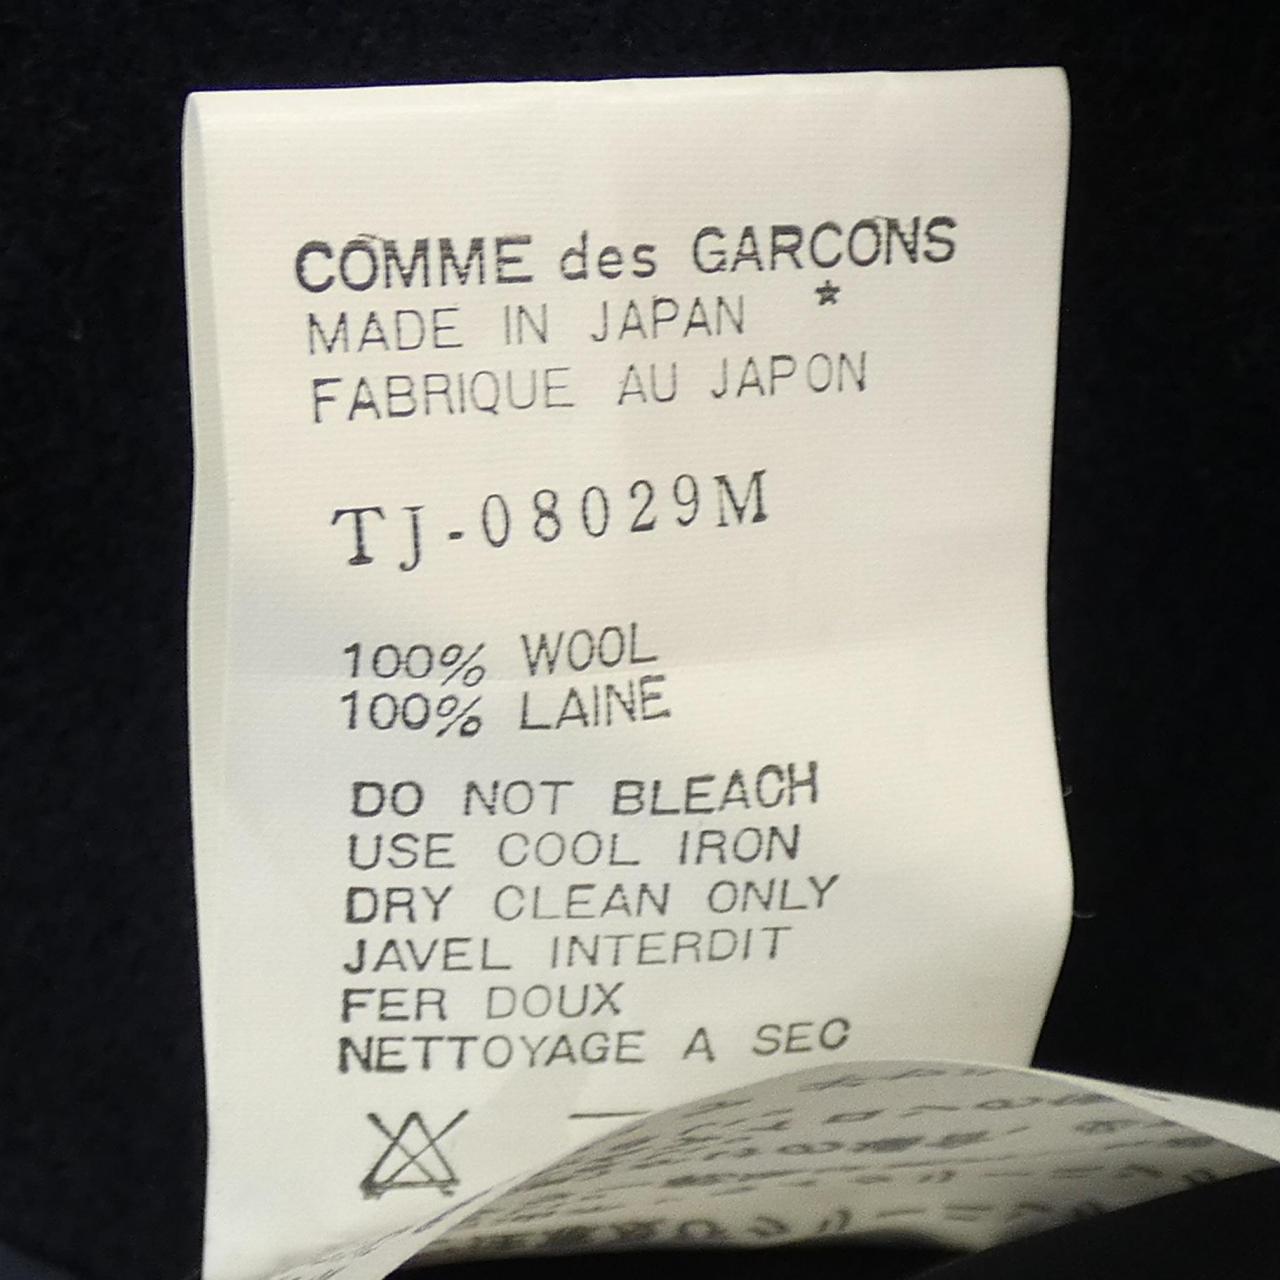 COMME des GARCONS
MADE IN JAPAN *
FABRIQUE AU JAPON
TJ-08029M
100% WOOL
100% LAINE
DO NOT BLEACH
USE COOL IRON
DRY CLEAN ONLY
JAVEL INTERDIT
FER DOUX
NETTOYAGE A SEC